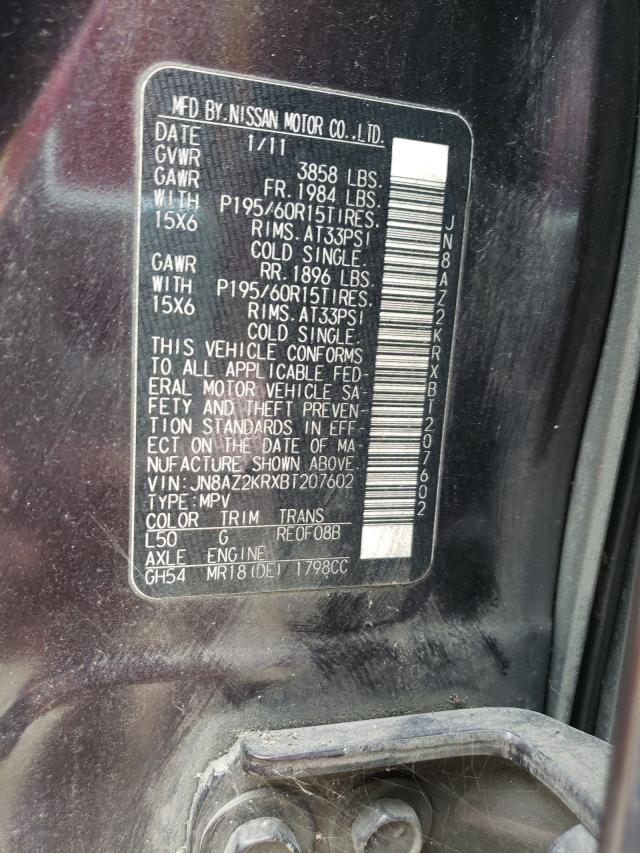 MFD BY.NISSAN MOTOR CO.,LTD.
DATE 1/11
GVWR 3858 LBS.
GAWR FR. 1984 LBS.
WITH P195/60R15TIRES.
15X6 RIMS.AT33PSI
COLD SINGLE.
GAWR RR. 1896 LBS.
WITH P195/60R15TIRES.
15X6 RIMS.AT33PSI
COLD SINGLE.
THIS VEHICLE CONFORMS
TO ALL APPLICABLE FED-
ERAL MOTOR VEHICLE SA-
FETY AND THEFT PREVEN-
TION STANDARDS IN EFF-
ECT ON THE DATE OF MA-
NUFACTURE SHOWN ABOVE.
VIN:JN8AZ2KRXBT207602
TYPE:MPV
COLOR TRIM TRANS
L50 G RE0F08B
AXLE ENGINE
GH54 MR18(DE) 1798CC
JN8AZ2KRXBT207602